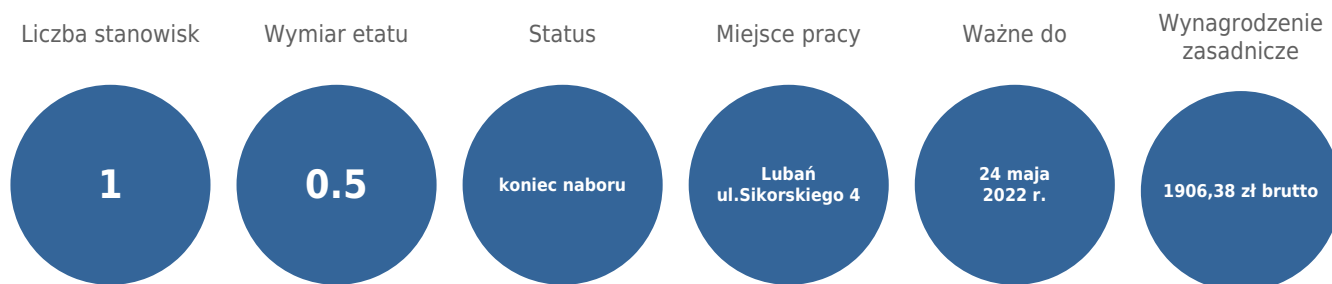 Liczba stanowisk
Wymiar etatu
Status
Miejsce pracy
Ważne do
Wynagrodzenie
zasadnicze
1
0.5
koniec naboru
Lubań
ul.Sikorskiego 4
24 maja
2022 r.
1906,38 zł brutto